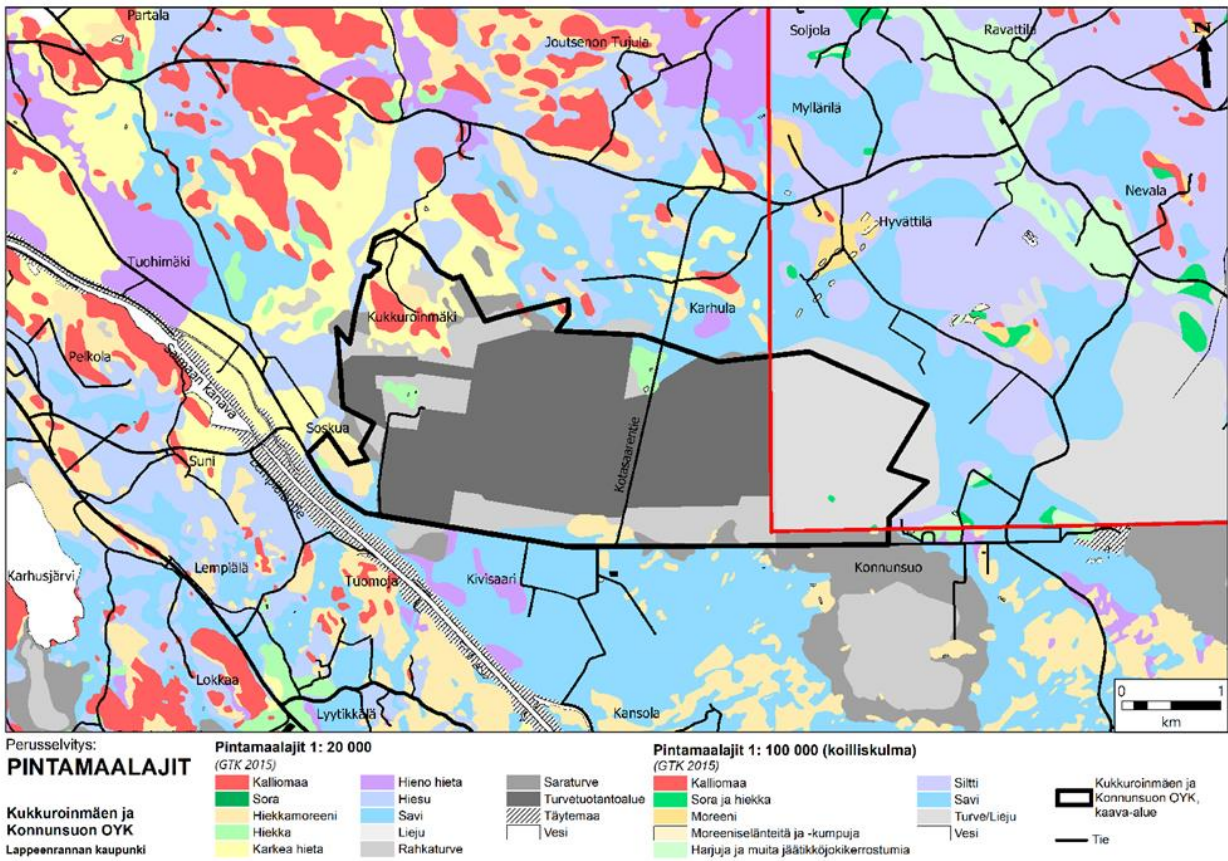 Partala
Joutsenon Tujula
Soljola
Ravattila
N
Myllärilä
Nevala
Hyvättilä
Tuohimäki
Kukkuroinmäki
Karhula
Pelkola
Saimaan kanava
Soskua
Kotasaarentie
Suni
Lempiälä
Karhusjärvi
Tuomoja
Kivisaari
Konnunsuo
Lokkaa
Lyytikkälä
Kansola
0 1
km
Perusselvitys:
PINTAMAALAJIT
Kukkuroinmäen ja
Konnunsuon OYK
Lappeenrannan kaupunki
Pintamaalajit 1: 20 000
(GTK 2015)
Kalliomaa
Sora
Hiekkamoreeni
Hiekka
Karkea hieta
Hieno hieta
Hiesu
Savi
Lieju
Rahkaturve
Saraturve
Turvetuotantoalue
Täytemaa
Vesi
Pintamaalajit 1: 100 000 (koilliskulma)
(GTK 2015)
Kalliomaa
Sora ja hiekka
Moreeni
Moreeniselänteitä ja -kumpuja
Harjuja ja muita jäätikköjokikerrostumia
Siltti
Savi
Turve/Lieju
Vesi
Kukkuroinmäen ja
Konnunsuon OYK,
kaava-alue
Tie